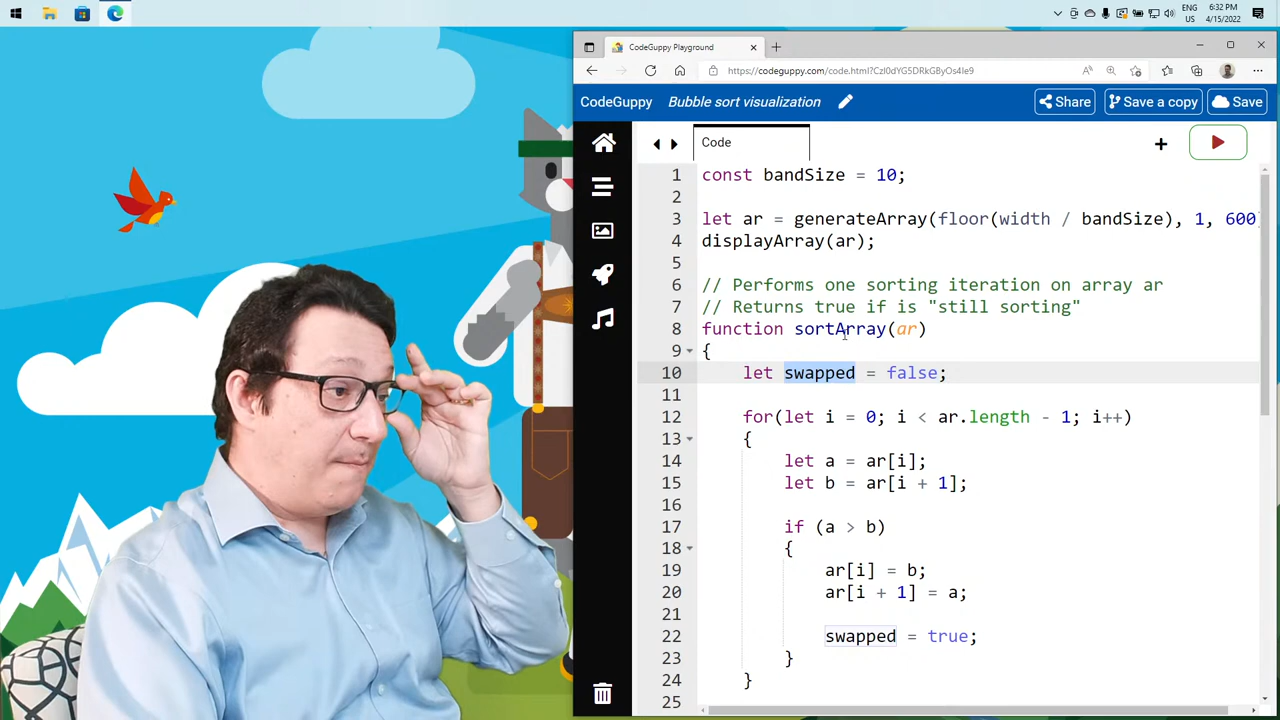 ENG
US
6:32 PM
4/15/2022
CodeGuppy Playground
https://codeguppy.com/code.html?CzI0dYG5DRkGByOs4Ie9
CodeGuppy
Bubble sort visualization
Share
Save a copy
Save
Code
1 const bandSize = 10;
2
3 let ar = generateArray(floor(width / bandSize), 1, 600)
4 displayArray(ar);
5
6 // Performs one sorting iteration on array ar
7 // Returns true if is "still sorting"
8 function sortArray(ar)
9 {
10 let swapped = false;
11
12 for(let i = 0; i < ar.length - 1; i++)
13 {
14 let a = ar[i];
15 let b = ar[i + 1];
16
17 if (a > b)
18 {
19 ar[i] = b;
20 ar[i + 1] = a;
21
22 swapped = true;
23 }
24 }
25